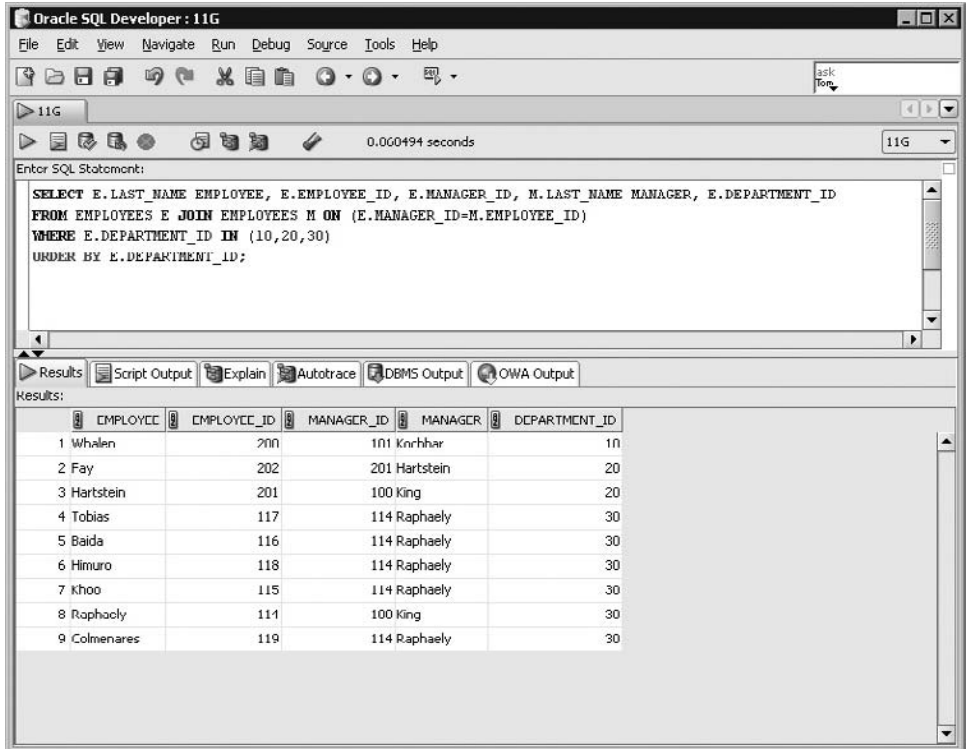 Oracle SQL Developer : 11G
File Edit View Navigate Run Debug Source Tools Help
ask
Tom
11G
0.060494 seconds
11G
Enter SQL Statement:
SELECT E.LAST_NAME EMPLOYEE, E.EMPLOYEE_ID, E.MANAGER_ID, M.LAST_NAME MANAGER, E.DEPARTMENT_ID
FROM EMPLOYEES E JOIN EMPLOYEES M ON (E.MANAGER_ID=M.EMPLOYEE_ID)
WHERE E.DEPARTMENT_ID IN (10,20,30)
ORDER BY E.DEPARTMENT_ID;
Results Script Output Explain Autotrace DBMS Output OWA Output
Results:
EMPLOYEE EMPLOYEE_ID MANAGER_ID MANAGER DEPARTMENT_ID
1 Whalen 200 101 Kochhar 10
2 Fay 202 201 Hartstein 20
3 Hartstein 201 100 King 20
4 Tobias 117 114 Raphaely 30
5 Baida 116 114 Raphaely 30
6 Himuro 118 114 Raphaely 30
7 Khoo 115 114 Raphaely 30
8 Raphaely 114 100 King 30
9 Colmenares 119 114 Raphaely 30